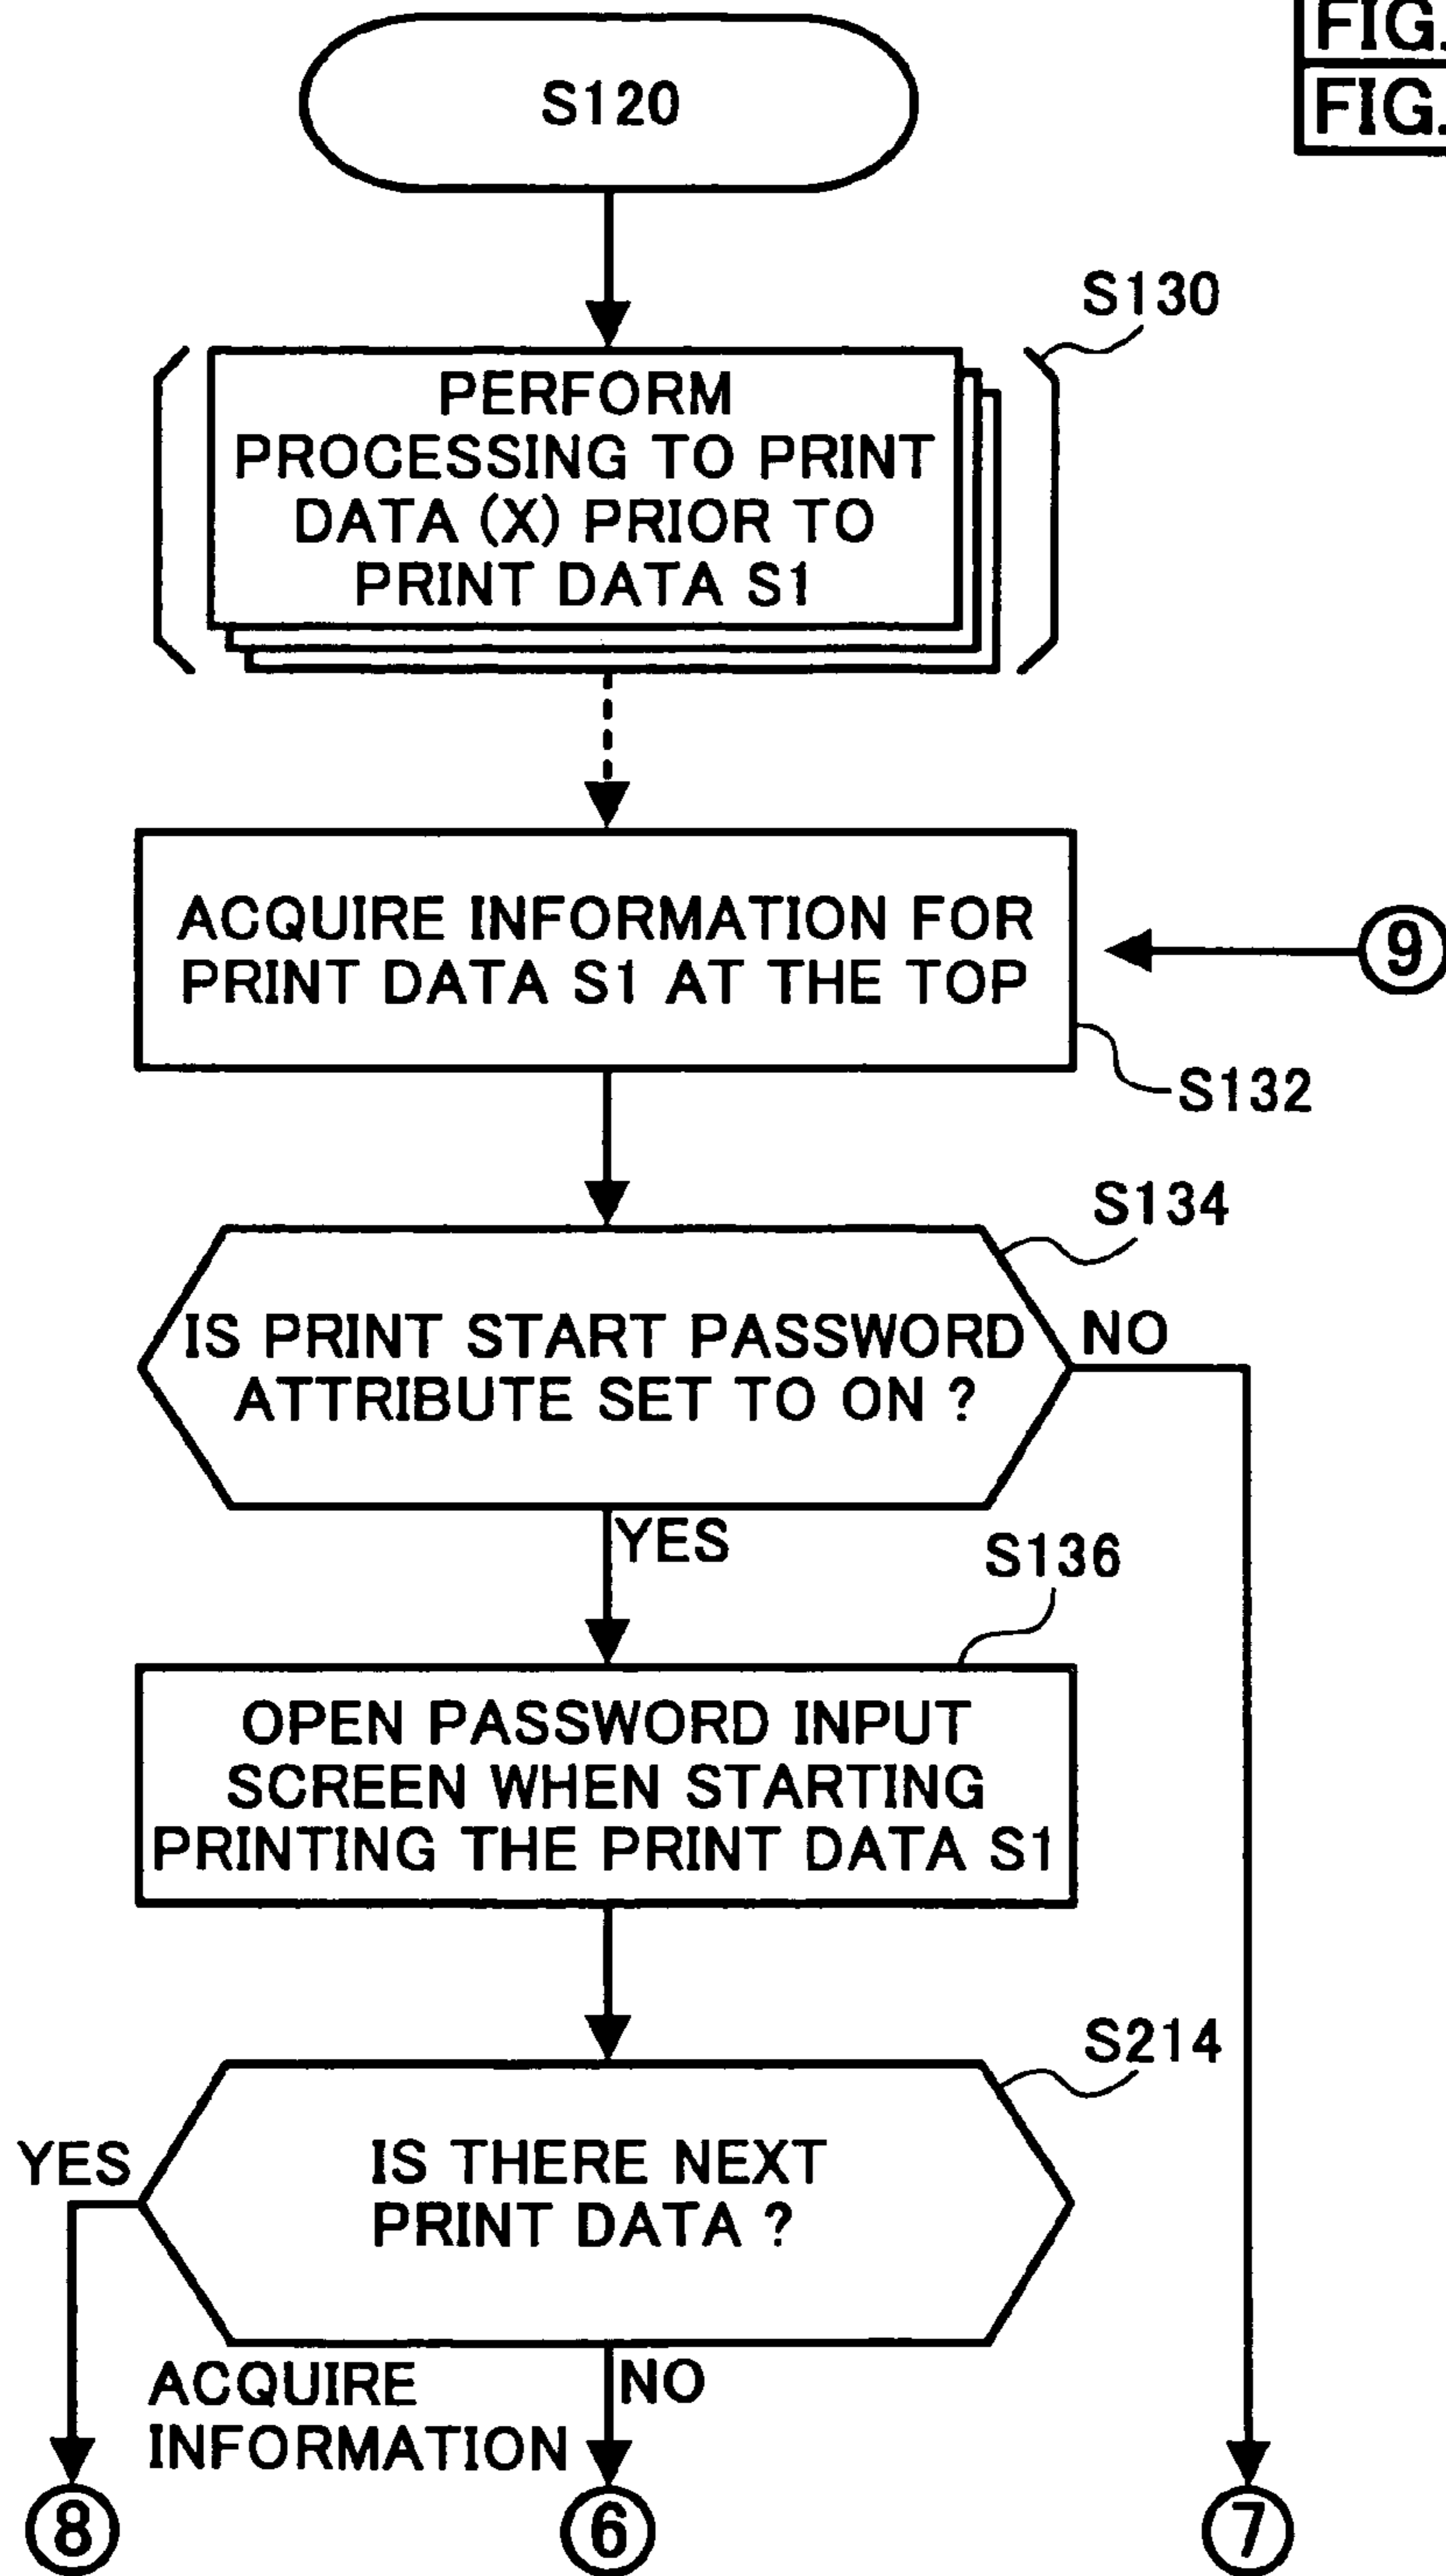 FIG.
FIG.
S120
S130
PERFORM
PROCESSING TO PRINT
DATA (X) PRIOR TO
PRINT DATA S1
ACQUIRE INFORMATION FOR
PRINT DATA S1 AT THE TOP
9
S132
S134
IS PRINT START PASSWORD
ATTRIBUTE SET TO ON ?
NO
YES
S136
OPEN PASSWORD INPUT
SCREEN WHEN STARTING
PRINTING THE PRINT DATA S1
S214
YES
IS THERE NEXT
PRINT DATA ?
ACQUIRE
INFORMATION
NO
8
6
7